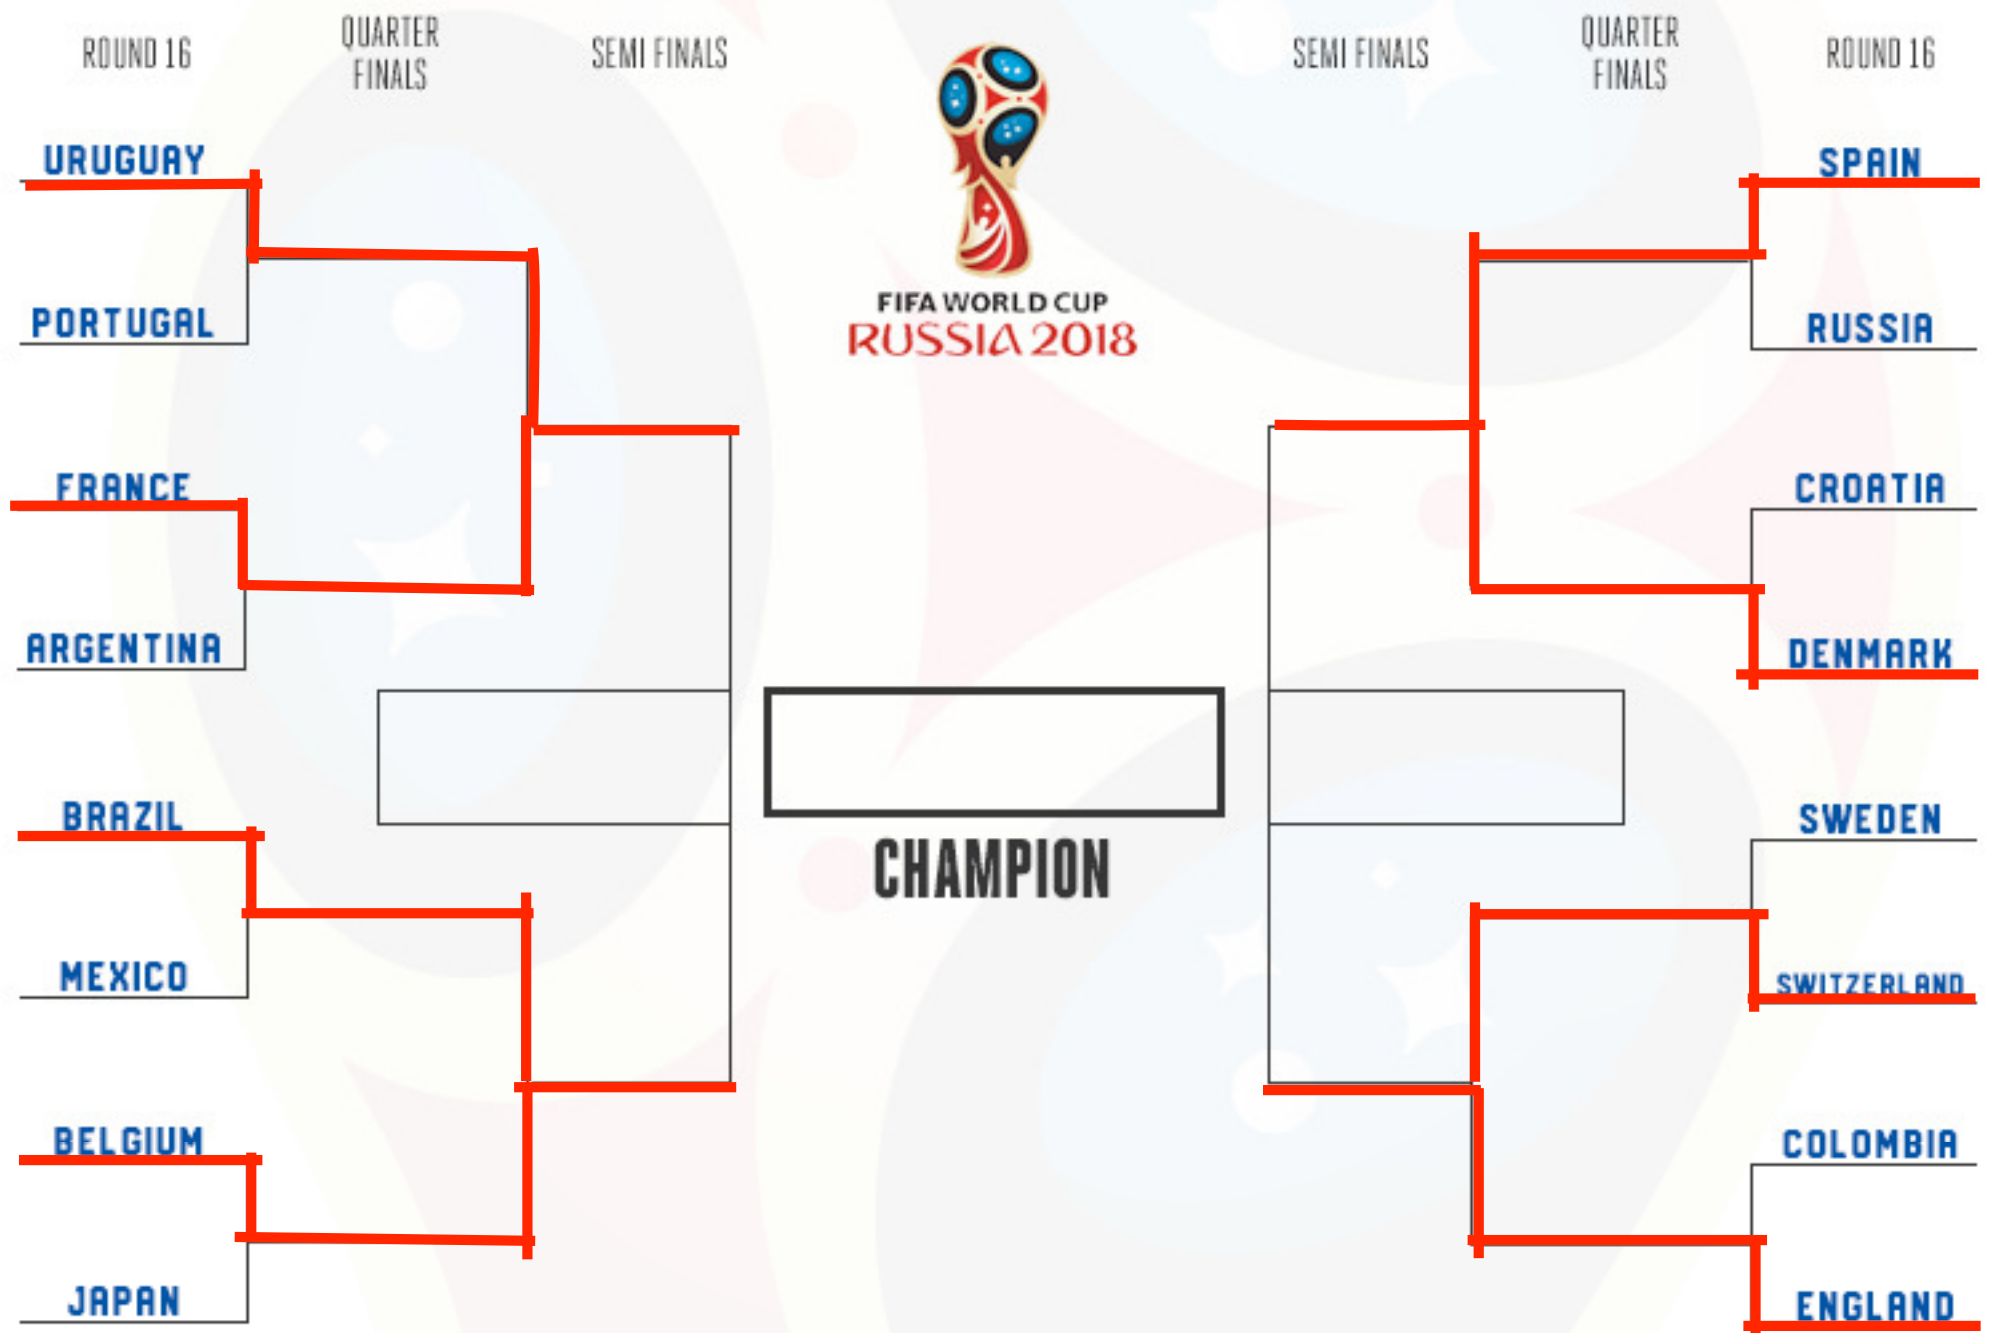 ROUND 16
QUARTER
FINALS
SEMI FINALS
SEMI FINALS
QUARTER
FINALS
ROUND 16
URUGUAY
PORTUGAL
FRANCE
ARGENTINA
BRAZIL
MEXICO
BELGIUM
JAPAN
FIFA WORLD CUP
RUSSIA 2018
CHAMPION
SPAIN
RUSSIA
CROATIA
DENMARK
SWEDEN
SWITZERLAND
COLOMBIA
ENGLAND